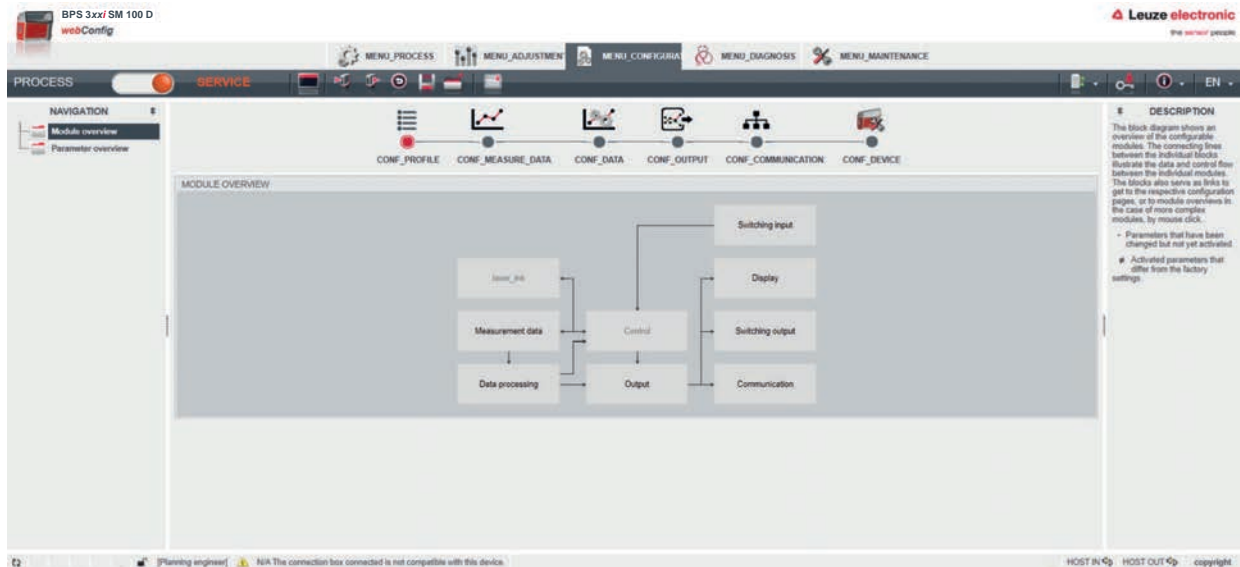 BPS 3xxi SM 100 D
webConfig
Leuze electronic
the sensor people
MENU_PROCESS
MENU_ADJUSTMEN
MENU_CONFIGURA
MENU_DIAGNOSIS
MENU_MAINTENANCE
PROCESS
SERVICE
EN
NAVIGATION
Module overview
Parameter overview
CONF_PROFILE
CONF_MEASURE_DATA
CONF_DATA
CONF_OUTPUT
CONF_COMMUNICATION
CONF_DEVICE
MODULE OVERVIEW
Switching input
Display
Measurement data
Control
Switching output
Data processing
Output
Communication
DESCRIPTION
The block diagram shows an
overview of the configurable
modules. The connecting lines
between the individual blocks
illustrate the data and control flow
between the individual modules.
The blocks also serve as links to
get to the respective configuration
pages, or to module overviews in
the case of more complex
modules, by mouse click.
- Parameters that have been
changed but not yet activated
# Activated parameters that
differ from the factory
settings.
[Planning engineer]
N/A The connection box connected is not compatible with this device.
HOST IN
HOST OUT
copyright